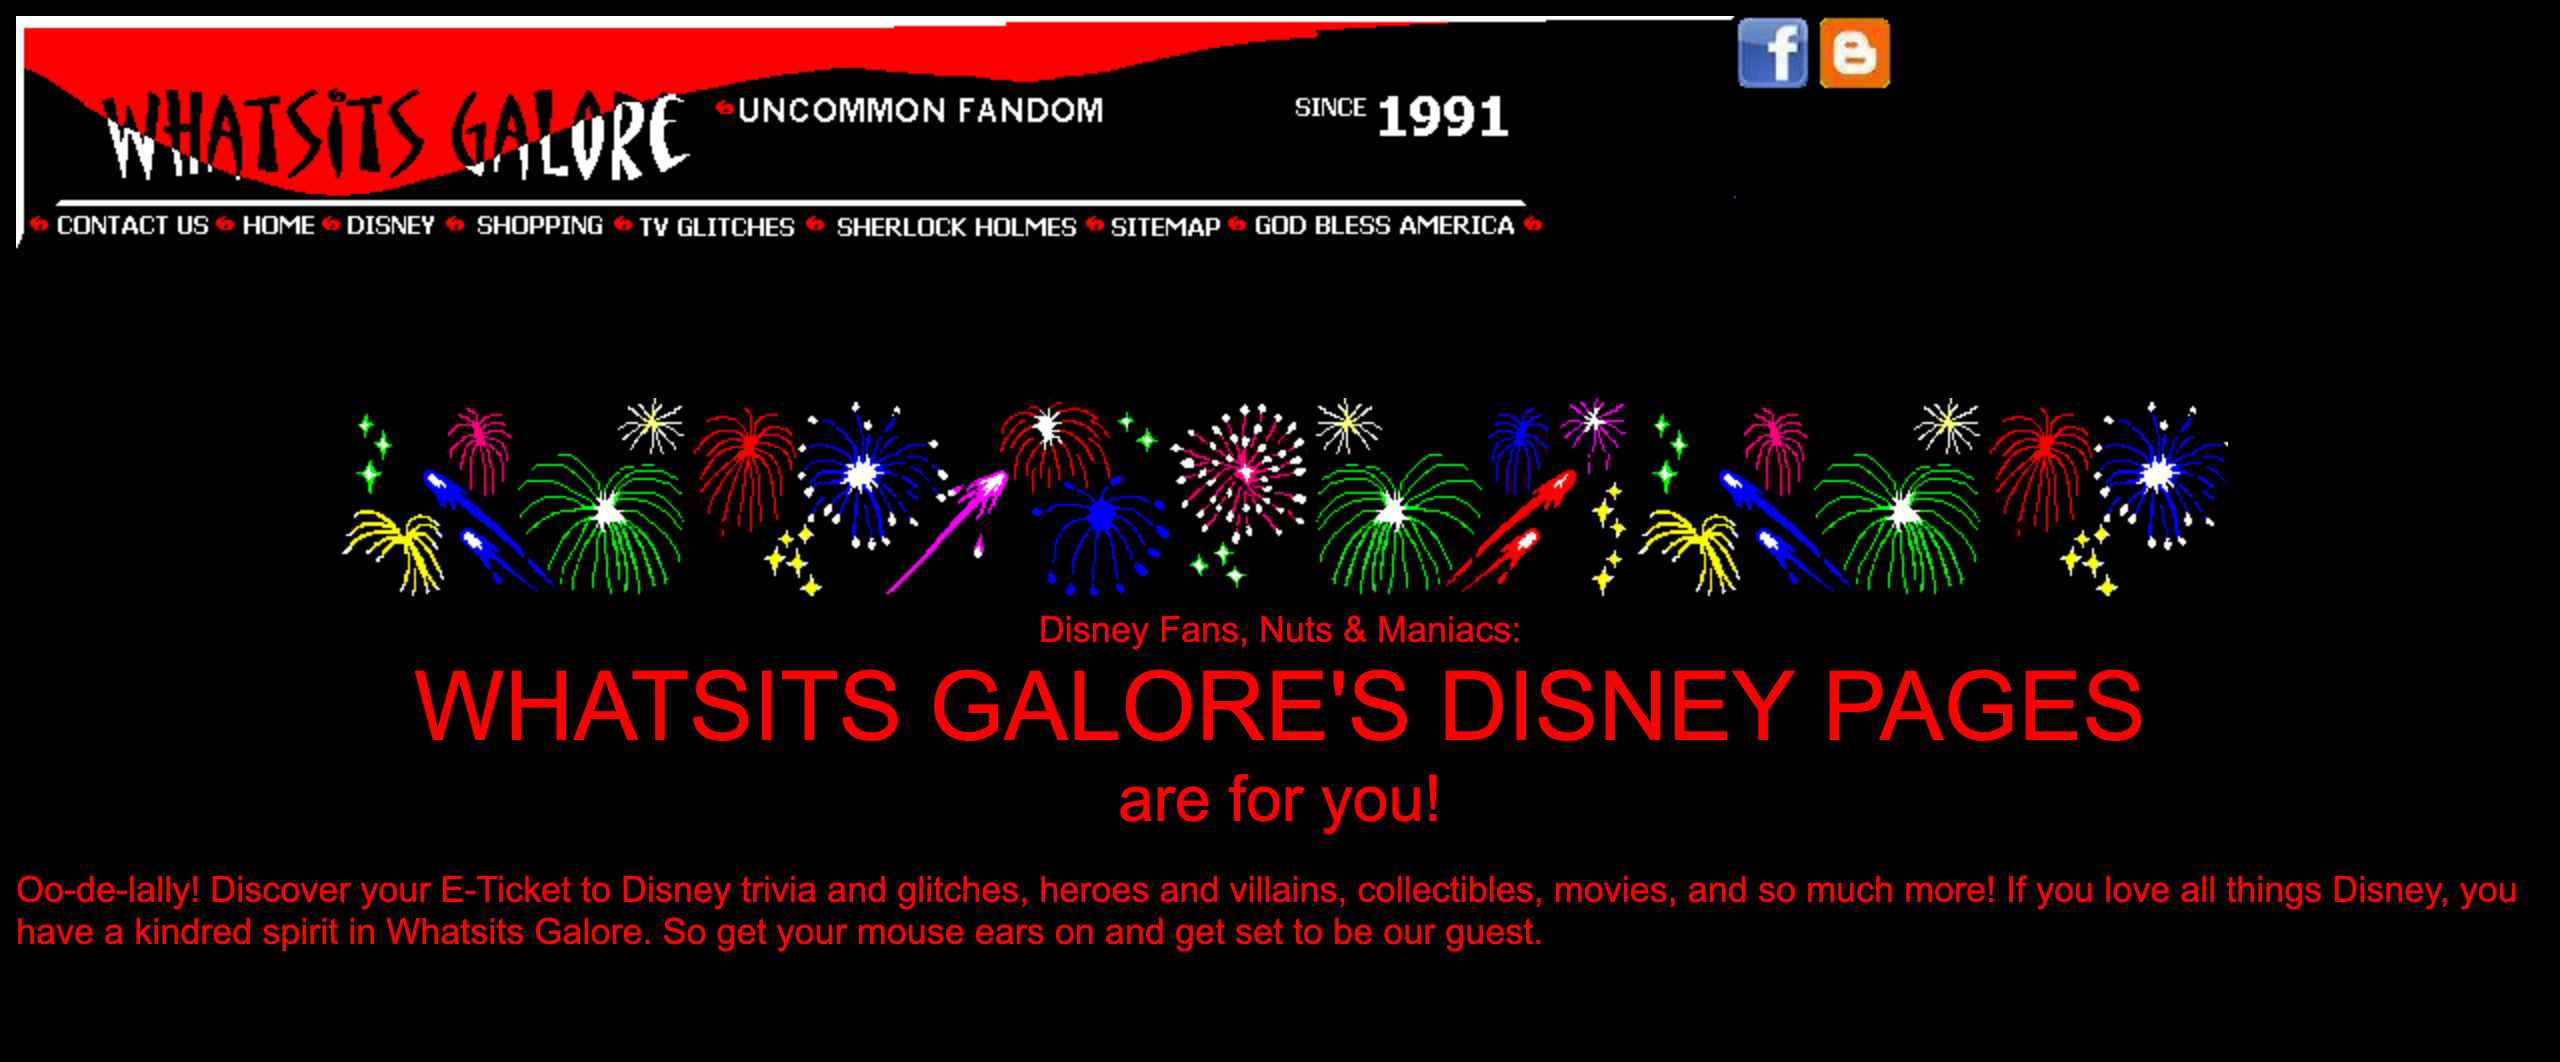 WHATSITS GALORE
UNCOMMON FANDOM
SINCE 1991
CONTACT US HOME DISNEY SHOPPING TV GLITCHES SHERLOCK HOLMES SITEMAP GOD BLESS AMERICA
Disney Fans, Nuts & Maniacs:
WHATSITS GALORE'S DISNEY PAGES
are for you!
Oo-de-lally! Discover your E-Ticket to Disney trivia and glitches, heroes and villains, collectibles, movies, and so much more! If you love all things Disney, you
have a kindred spirit in Whatsits Galore. So get your mouse ears on and get set to be our guest.